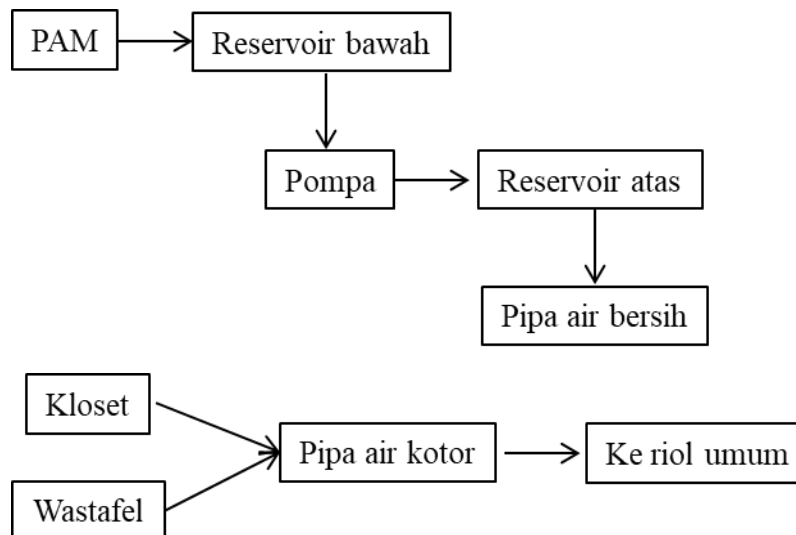 PAM
Reservoir bawah
Pompa
Reservoir atas
Pipa air bersih
Kloset
Pipa air kotor
Ke riol umum
Wastafel